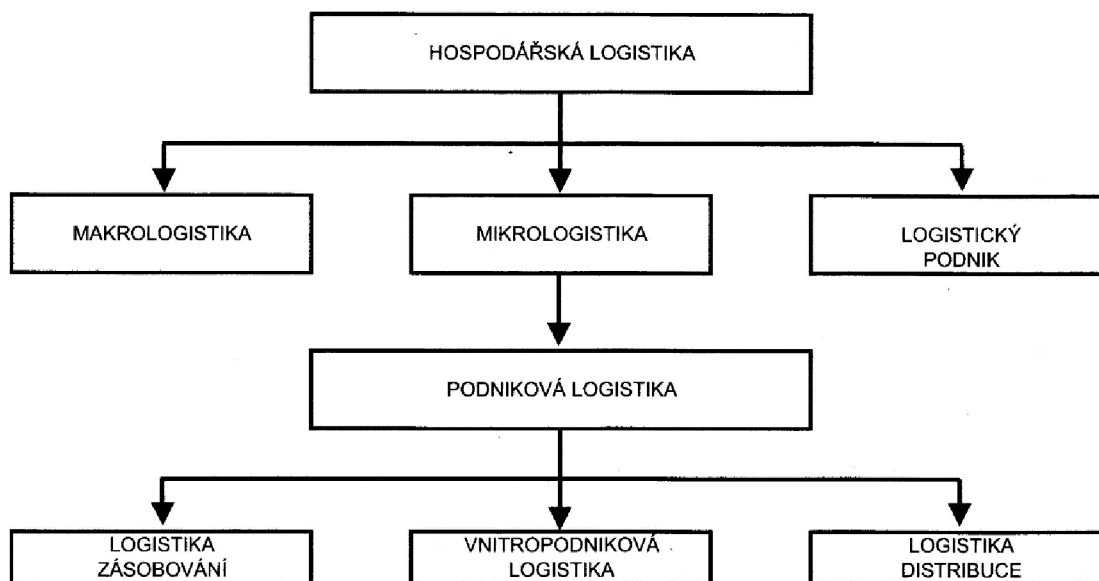 HOSPODÁŘSKÁ LOGISTIKA
MAKROLOGISTIKA
MIKROLOGISTIKA
LOGISTICKÝ
PODNIK
PODNIKOVÁ LOGISTIKA
LOGISTIKA
ZÁSOBOVÁNÍ
VNITROPODNIKOVÁ
LOGISTIKA
LOGISTIKA
DISTRIBUCE